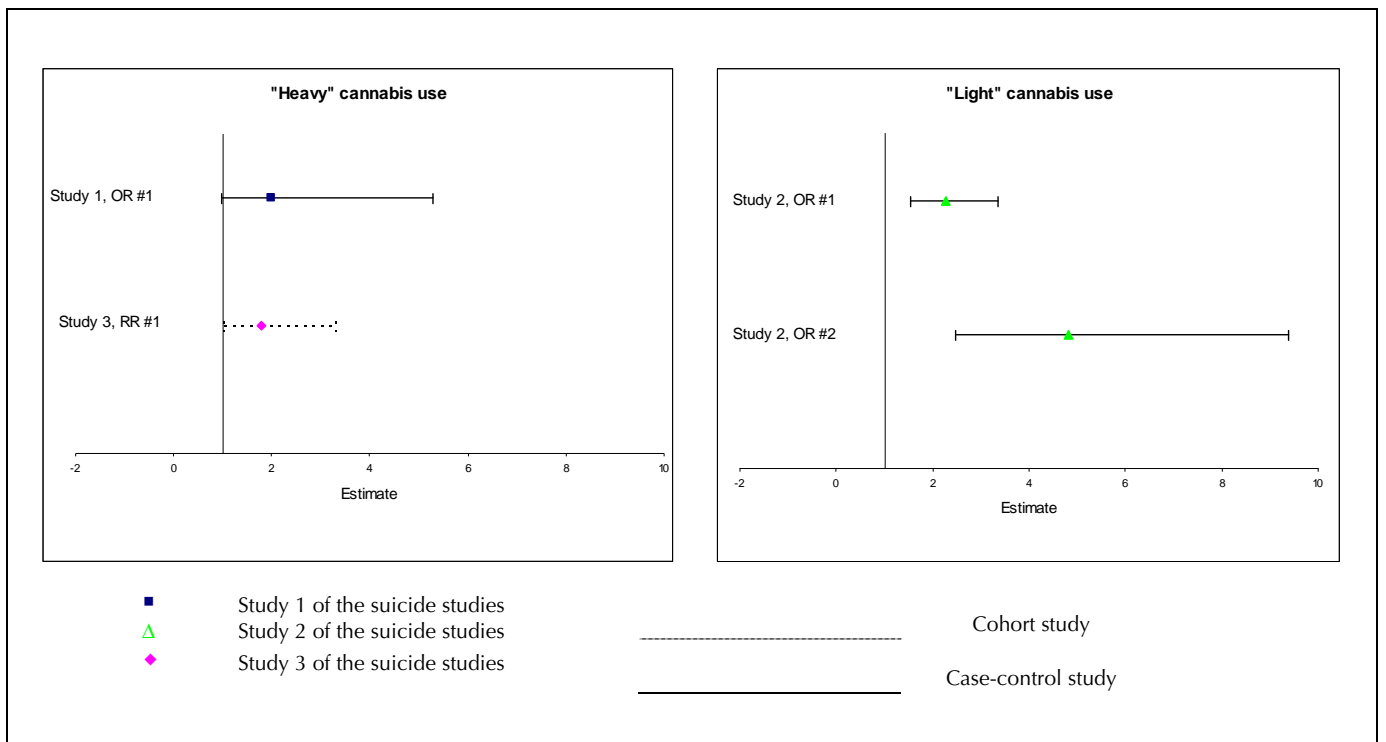 "Heavy" cannabis use
Study 1, OR #1
Study 3, RR #1
-2 0 2 4 6 8 10
Estimate
"Light" cannabis use
Study 2, OR #1
Study 2, OR #2
-2 0 2 4 6 8 10
Estimate
Study 1 of the suicide studies
Study 2 of the suicide studies
Study 3 of the suicide studies
Cohort study
Case-control study